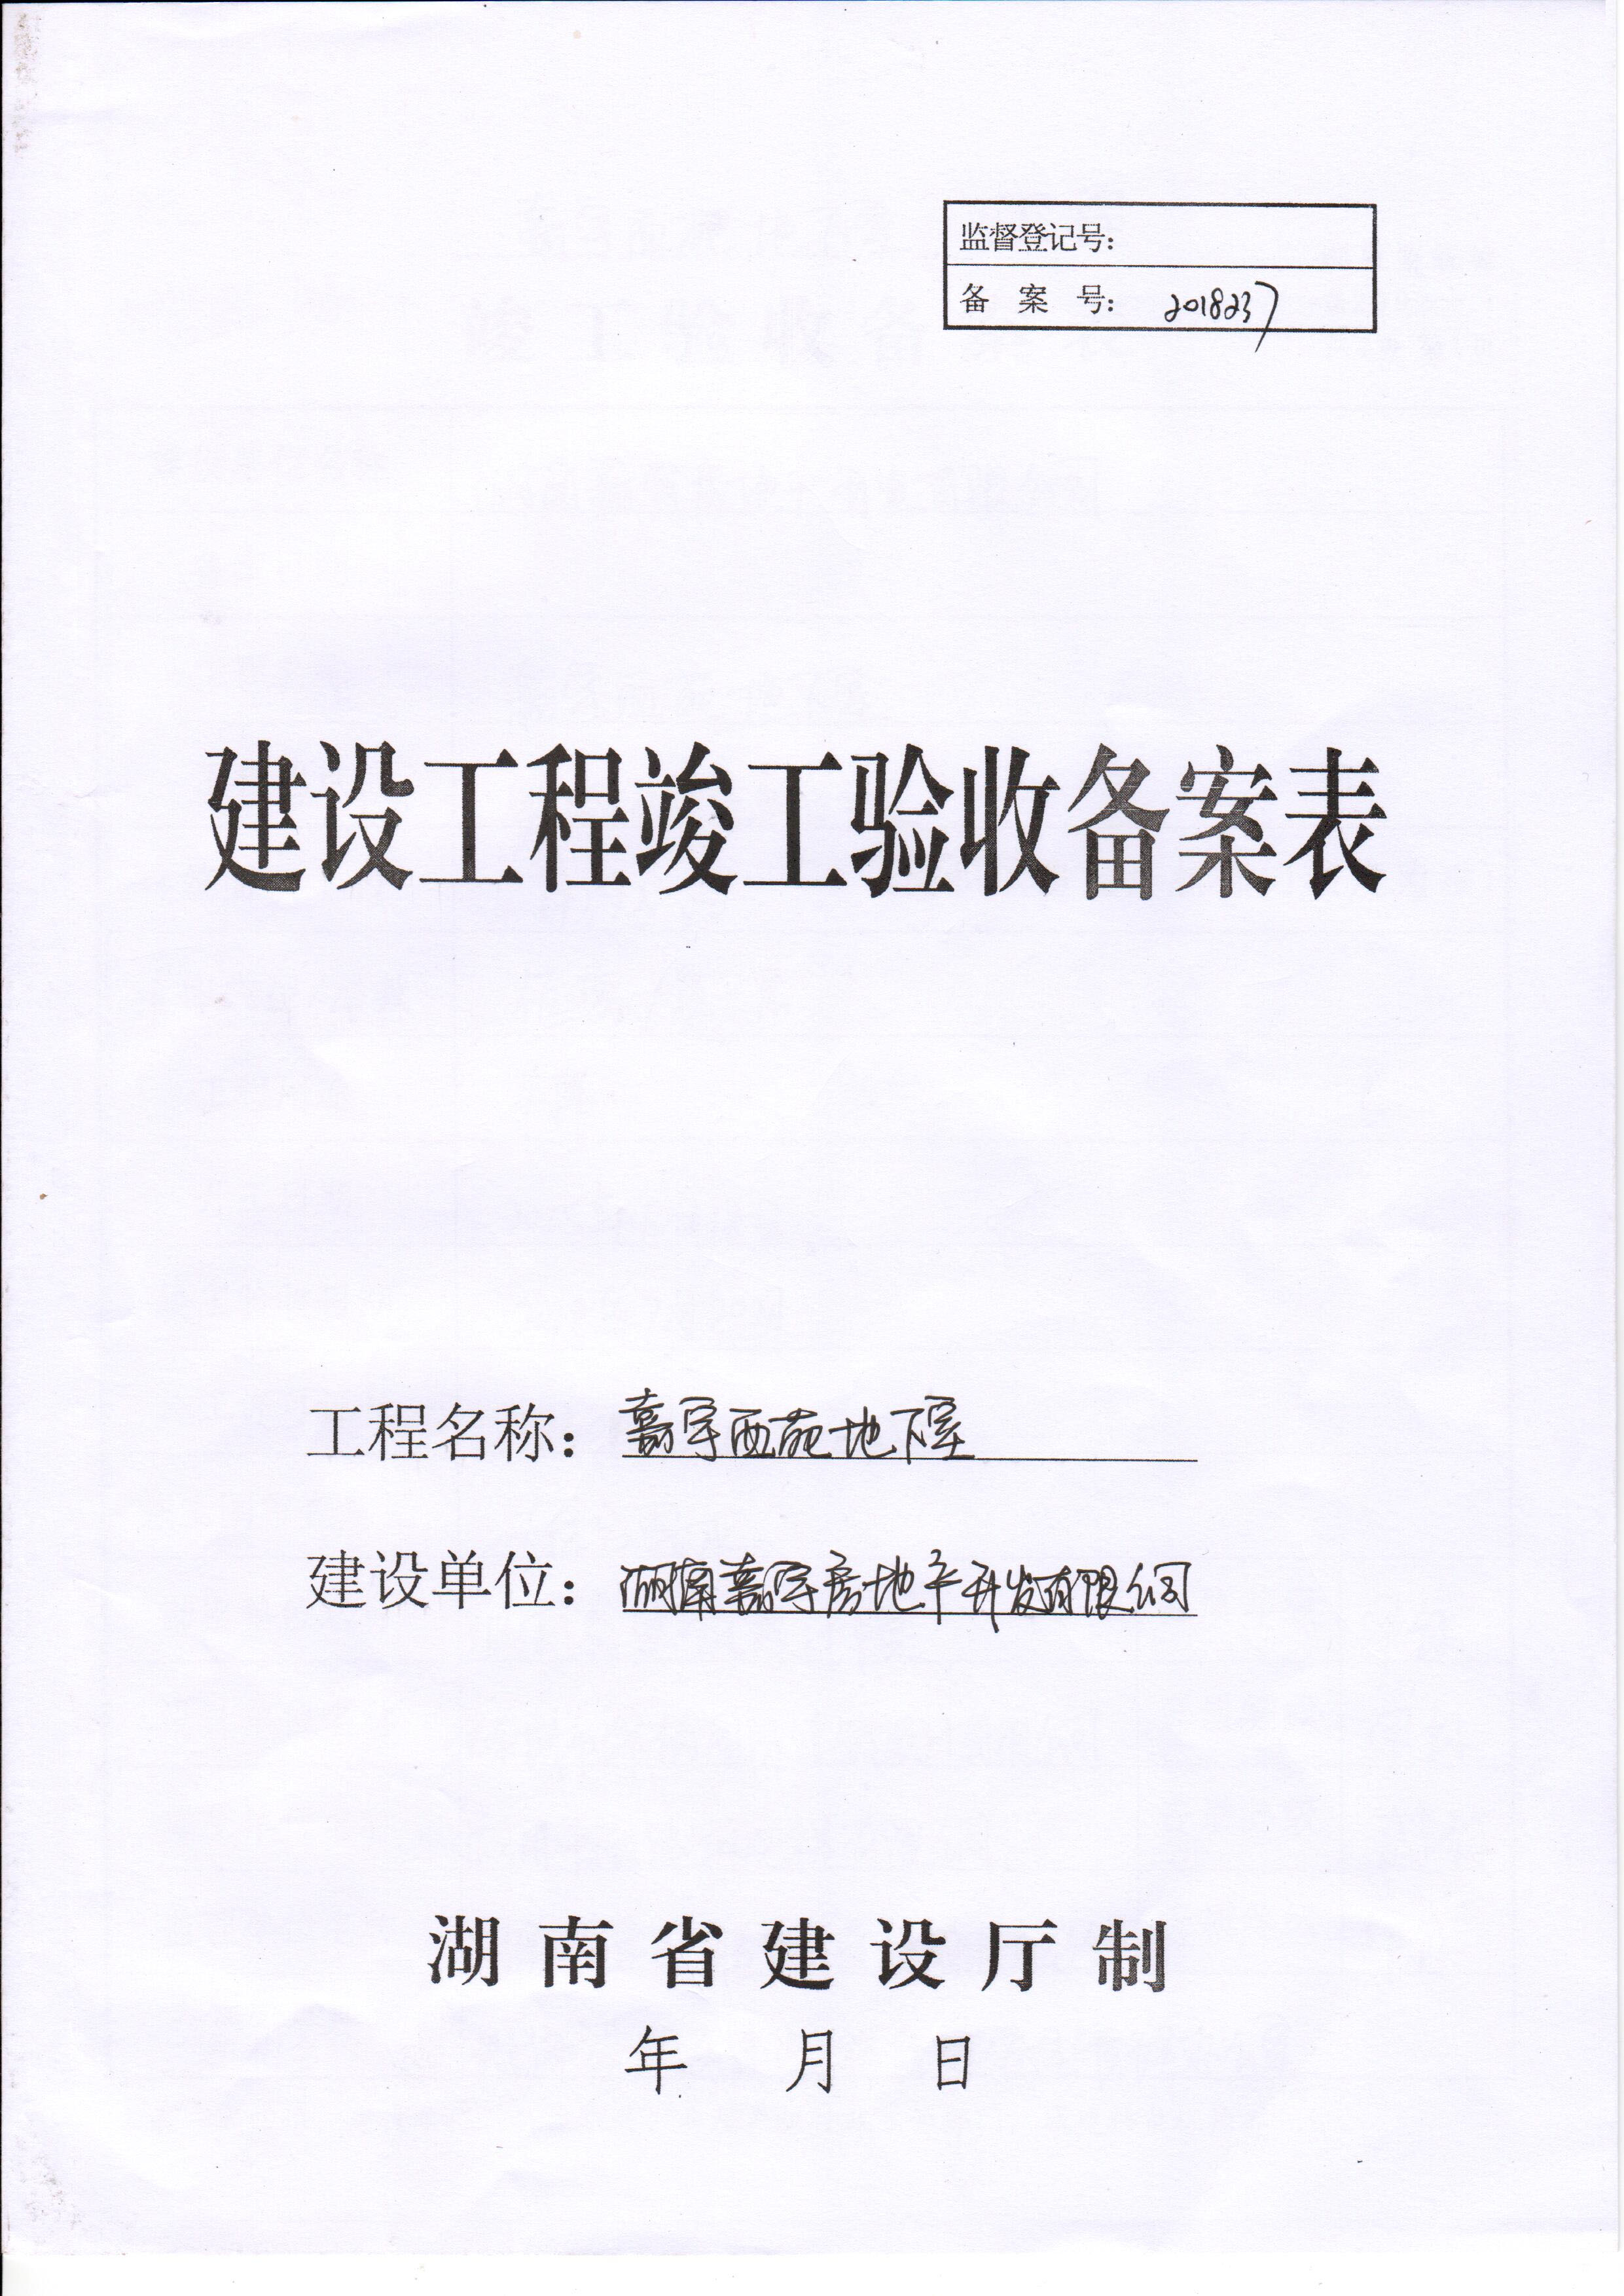 监督登记号：
备 案 号： 2018237
建设工程竣工验收备案表
工程名称：嘉宇西苑地下室
建设单位：湖南嘉宇房地产开发有限公司
湖南省建设厅制
年 月 日